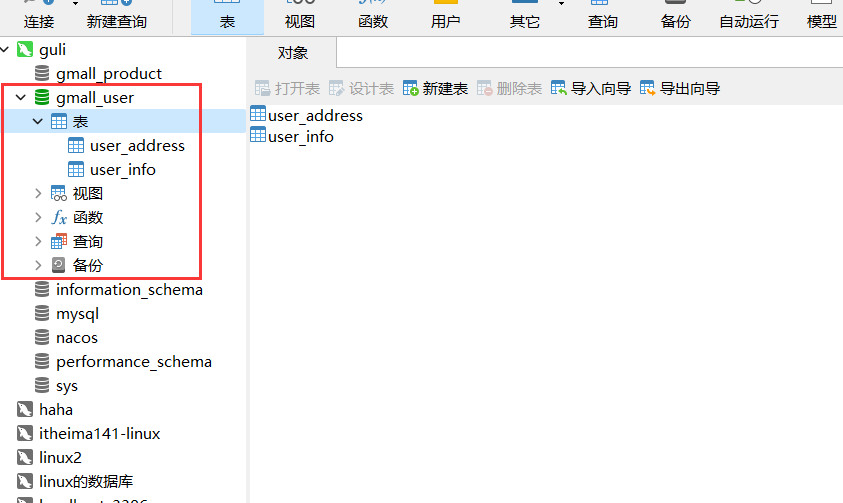 连接 新建查询 表 视图 函数 用户 其它 查询 备份 自动运行 模型
guli
gmall_product
gmall_user
表
user_address
user_info
视图
函数
查询
备份
information_schema
mysql
nacos
performance_schema
sys
haha
itheima141-linux
linux2
linux的数据库
对象
打开表 设计表 新建表 删除表 导入向导 导出向导
user_address
user_info